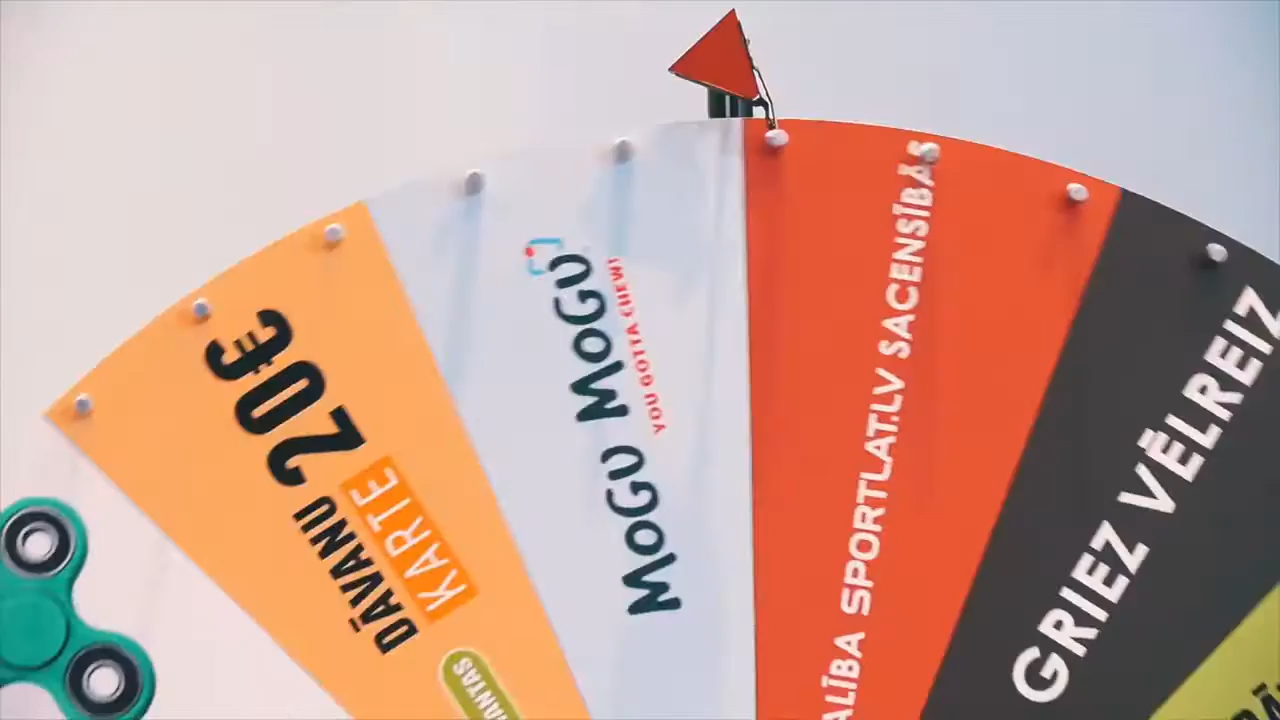 DĀVANU 20€
KARTE
MOGU MOGU
YOU GOTTA CHEW!
SPORTLAT.LV SACENSĪBĀS
GRIEZ VĒLREIZ